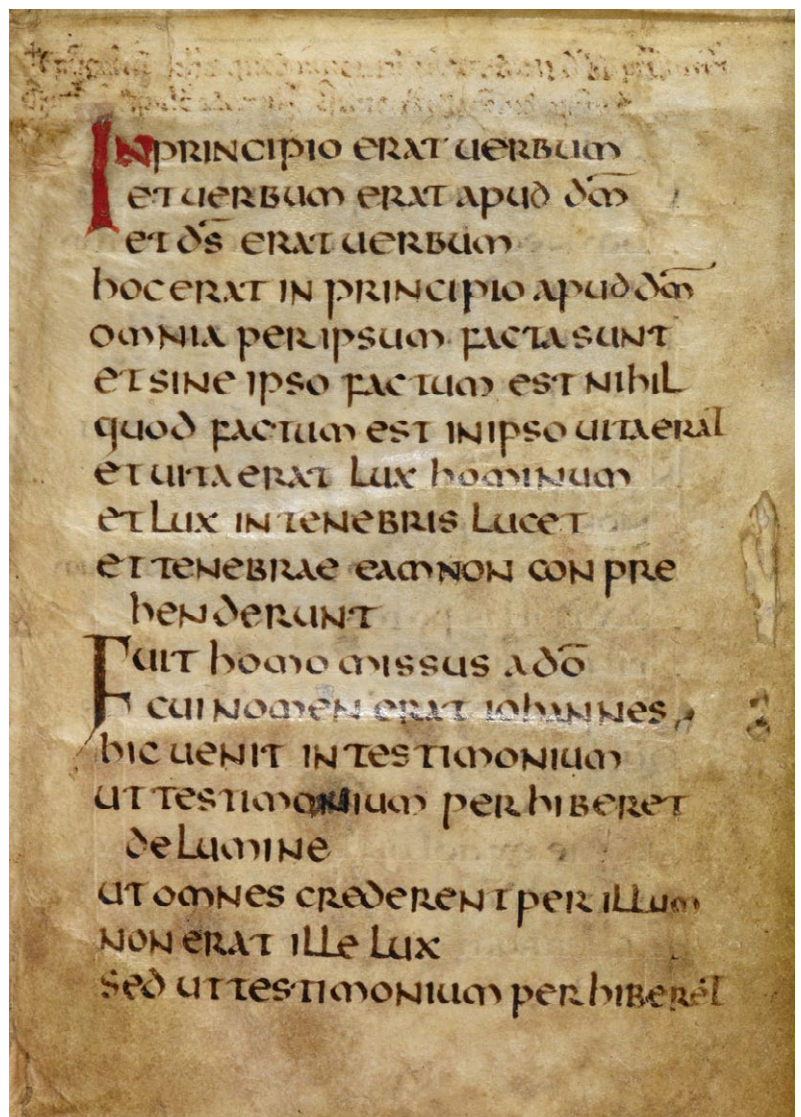 IN PRINCIPIO ERAT UERBUM
ET UERBUM ERAT APUD DM̄
ET DS̄ ERAT UERBUM
HOC ERAT IN PRINCIPIO APUD DM̄
OMNIA PER IPSUM FACTA SUNT
ET SINE IPSO FACTUM EST NIHIL
QUOD FACTUM EST IN IPSO UITA ERAT
ET UITA ERAT LUX HOMINUM
ET LUX IN TENEBRIS LUCET
ET TENEBRAE EAM NON CONPRE
HENDERUNT
FUIT HOMO MISSUS A DŌ
CUI NOMEN ERAT IOHANNES
HIC UENIT IN TESTIMONIUM
UT TESTIMONIUM PERHIBERET
DE LUMINE
UT OMNES CREDERENT PER ILLUM
NON ERAT ILLE LUX
SED UT TESTIMONIUM PERHIBERET